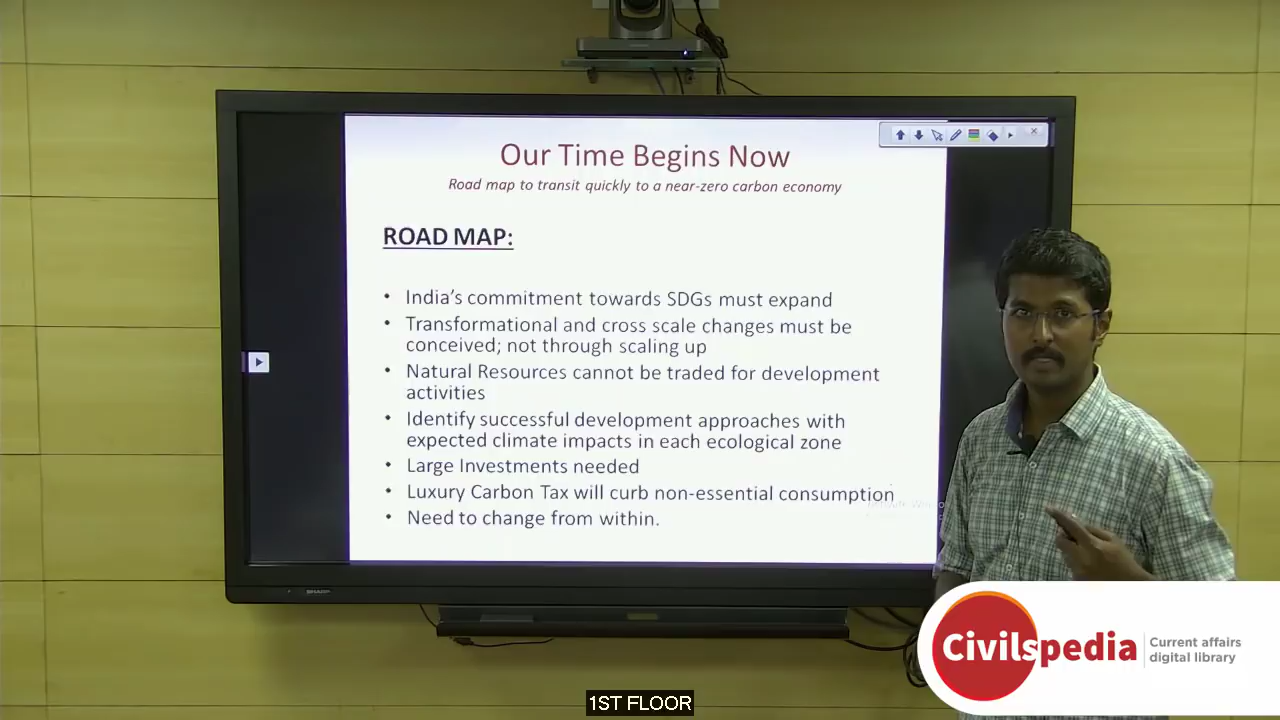 Our Time Begins Now
Road map to transit quickly to a near-zero carbon economy
ROAD MAP:
• India's commitment towards SDGs must expand
• Transformational and cross scale changes must be
conceived; not through scaling up
• Natural Resources cannot be traded for development
activities
• Identify successful development approaches with
expected climate impacts in each ecological zone
• Large Investments needed
• Luxury Carbon Tax will curb non-essential consumption
• Need to change from within.
SHARP
Civilspedia
Current affairs
digital library
1ST FLOOR